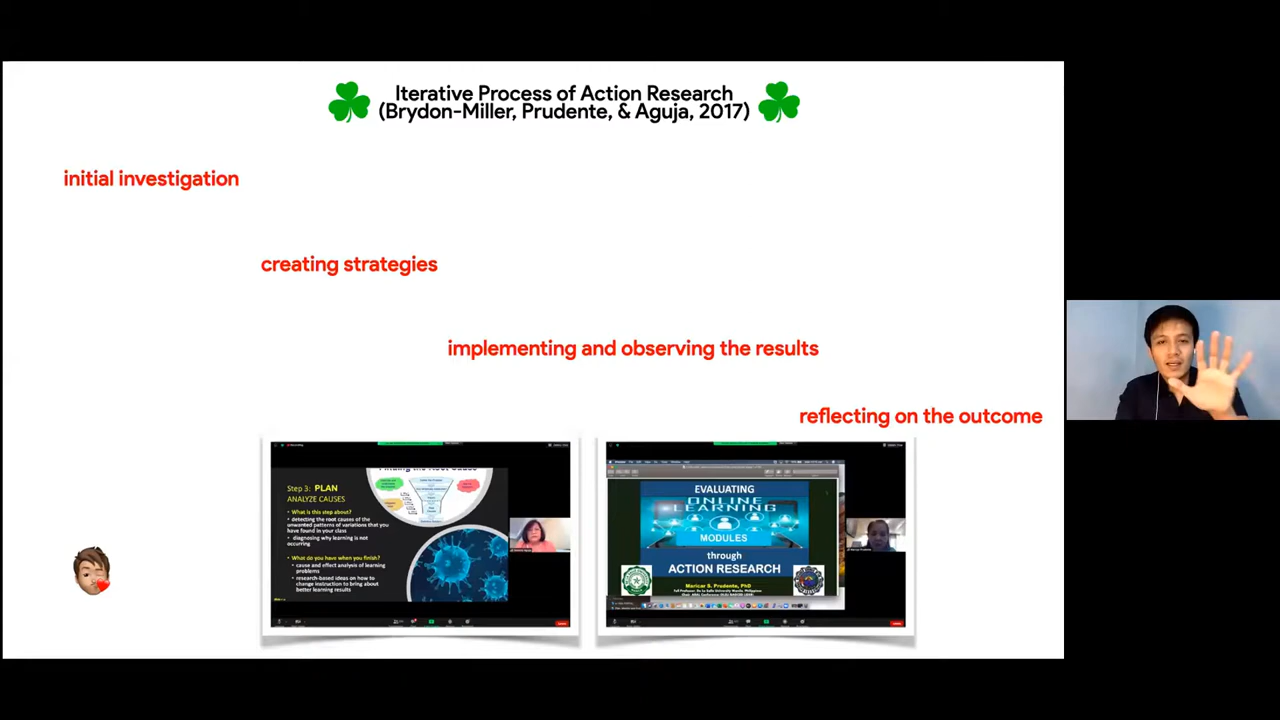 Iterative Process of Action Research
(Brydon-Miller, Prudente, & Aguja, 2017)
initial investigation
creating strategies
implementing and observing the results
reflecting on the outcome
Step 3: PLAN
ANALYZE CAUSES
• What is this step about?
• detecting the root causes of the
unwanted patterns of variations that you
have found in your class
• diagnosing why learning is not
occurring
• What do you have when you finish?
• cause and effect analysis of learning
problems
• research-based ideas on how to
change instruction to bring about
better learning results
EVALUATING
ONLINE
LEARNING
MODULES
through
ACTION RESEARCH
Maricar S. Prudente, PhD